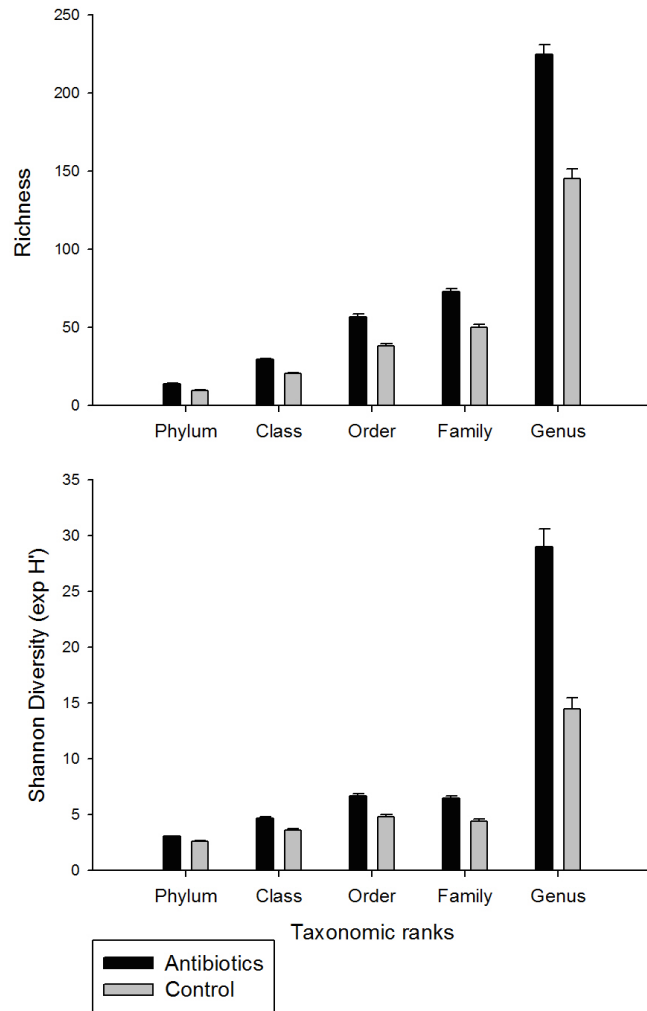 250
200
150
100
50
0
Richness
Phylum Class Order Family Genus
35
30
25
20
15
10
5
0
Shannon Diversity (exp H')
Phylum Class Order Family Genus
Taxonomic ranks
Antibiotics
Control